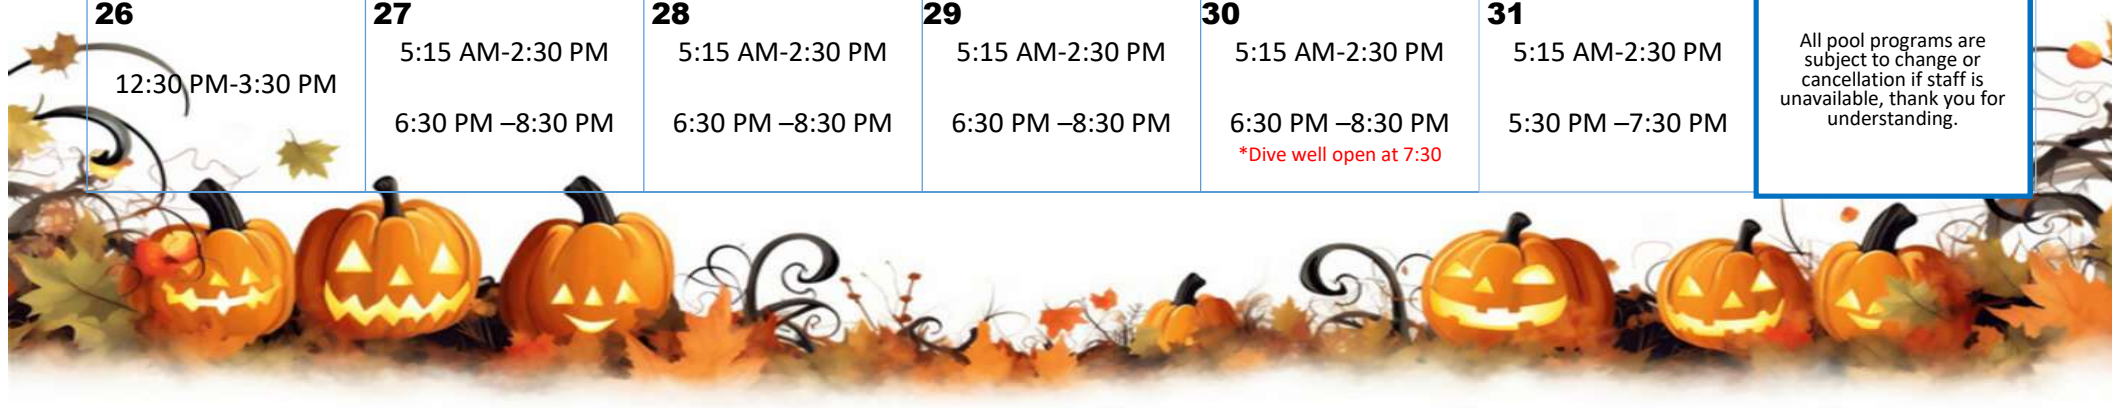 26
12:30 PM-3:30 PM
27
5:15 AM-2:30 PM
6:30 PM –8:30 PM
28
5:15 AM-2:30 PM
6:30 PM –8:30 PM
29
5:15 AM-2:30 PM
6:30 PM –8:30 PM
30
5:15 AM-2:30 PM
6:30 PM –8:30 PM
*Dive well open at 7:30
31
5:15 AM-2:30 PM
5:30 PM –7:30 PM
All pool programs are
subject to change or
cancellation if staff is
unavailable, thank you for
understanding.